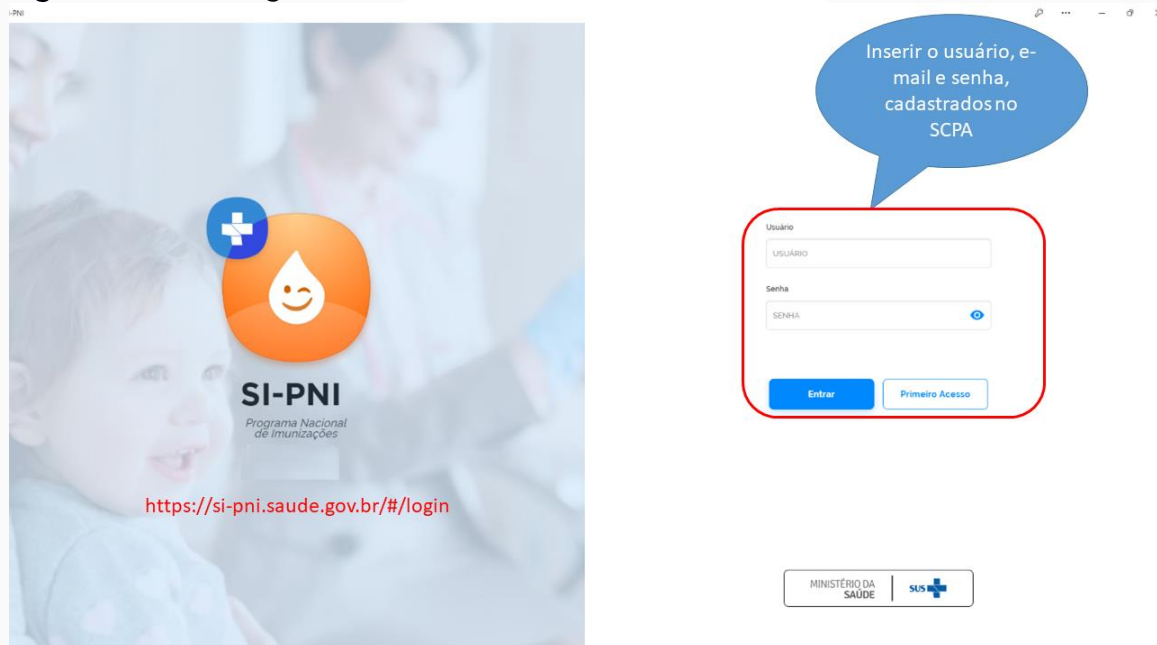 I-PNI
Inserir o usuário, e-
mail e senha,
cadastrados no
SCPA
Usuário
USUÁRIO
Senha
SENHA
Entrar
Primeiro Acesso
SI-PNI
Programa Nacional
de Imunizações
https://si-pni.saude.gov.br/#/login
MINISTÉRIO DA
SAÚDE
SUS